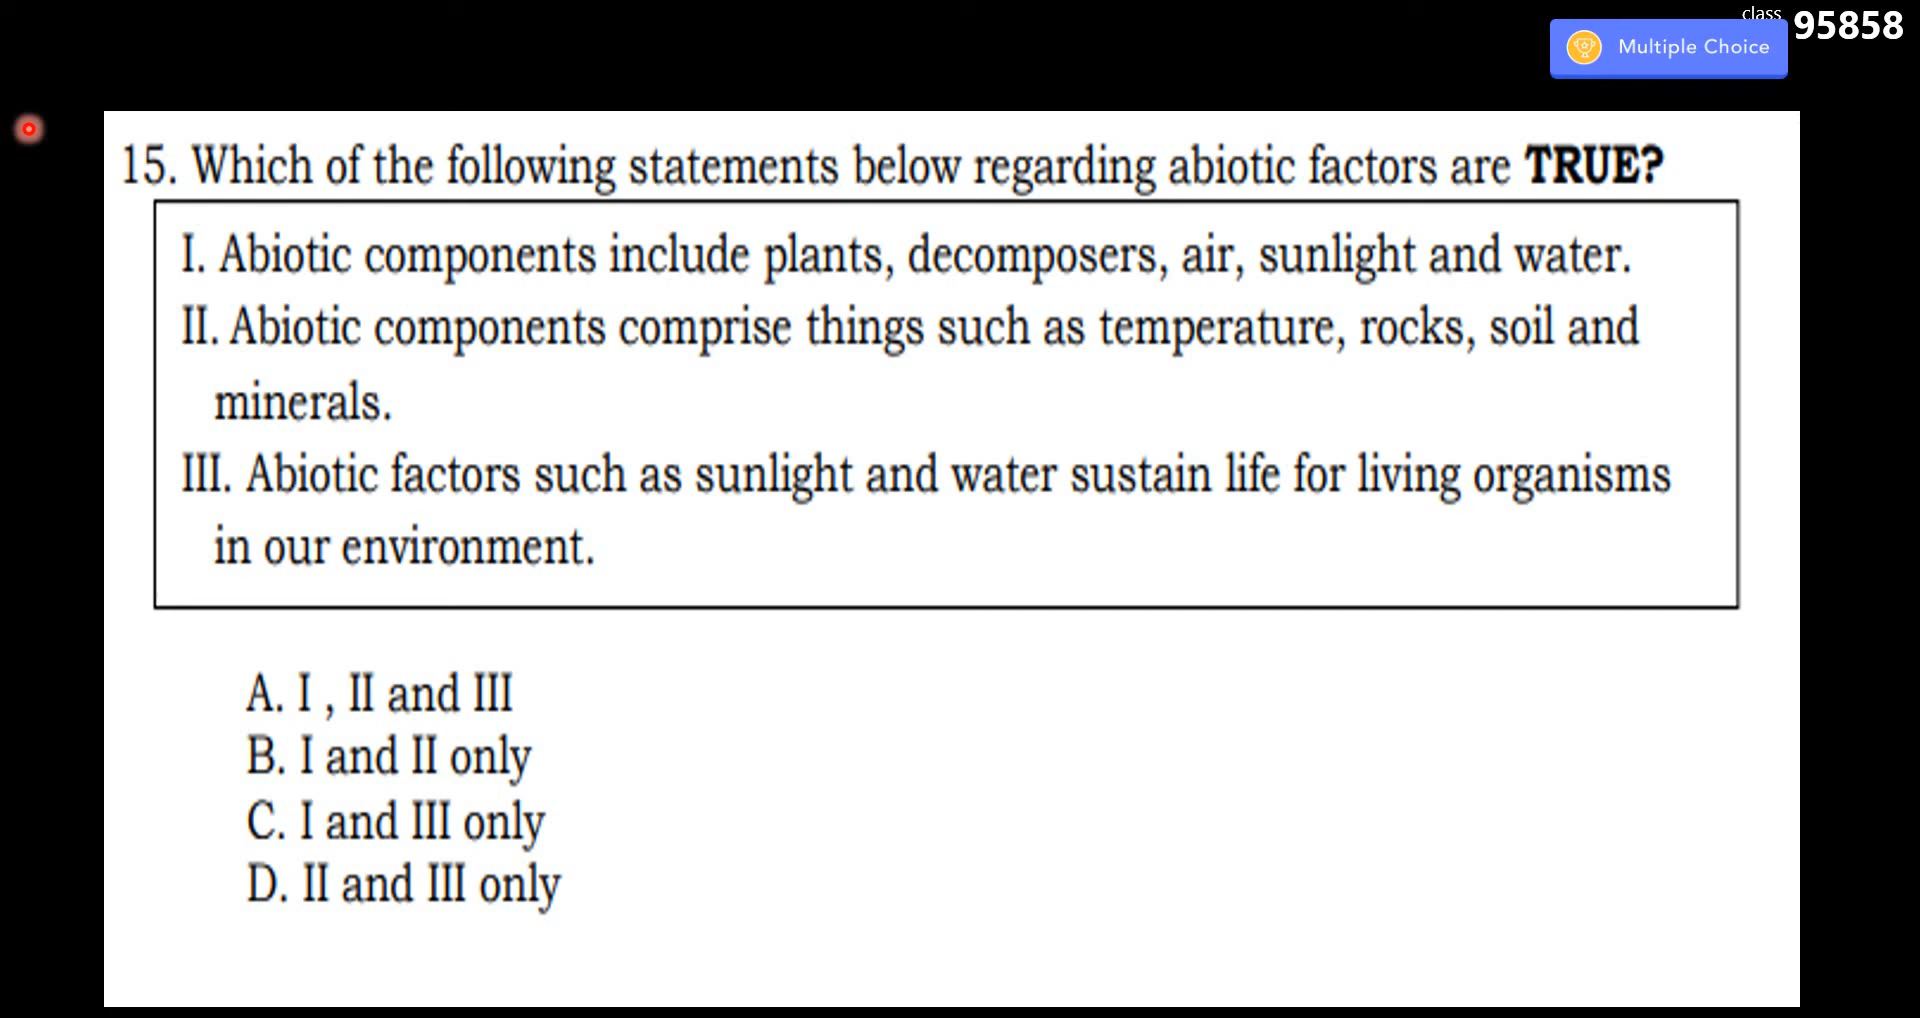 class 95858
Multiple Choice
15. Which of the following statements below regarding abiotic factors are TRUE?
I. Abiotic components include plants, decomposers, air, sunlight and water.
II. Abiotic components comprise things such as temperature, rocks, soil and
minerals.
III. Abiotic factors such as sunlight and water sustain life for living organisms
in our environment.
A. I , II and III
B. I and II only
C. I and III only
D. II and III only